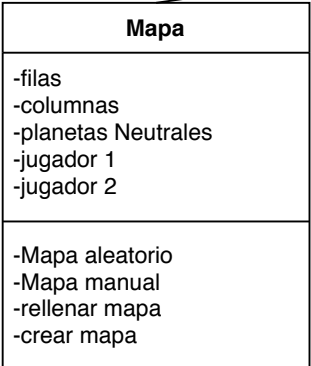 Mapa
-filas
-columnas
-planetas Neutrales
-jugador 1
-jugador 2
-Mapa aleatorio
-Mapa manual
-rellenar mapa
-crear mapa